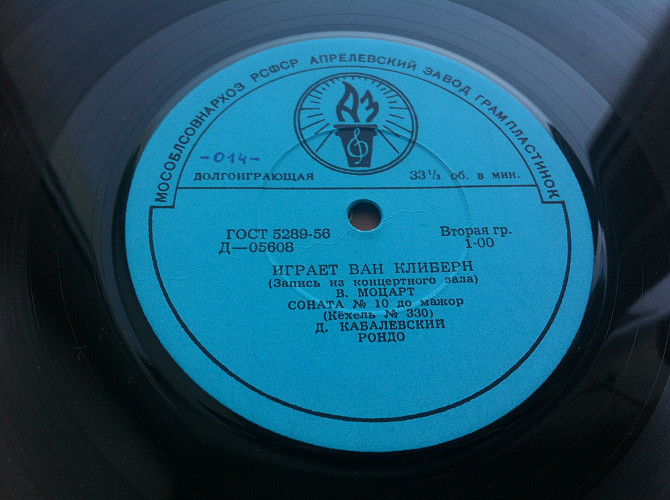 МОСОБЛСОВНАРХОЗ РСФСР АПРЕЛЕВСКИЙ ЗАВОД ГРАМПЛАСТИНОК
АЗ
-014-
ДОЛГОИГРАЮЩАЯ 33⅓ об. в мин.
ГОСТ 5289-56 Вторая гр.
Д—05608 1-00
ИГРАЕТ ВАН КЛИБЕРН
(Запись из концертного зала)
В. МОЦАРТ
СОНАТА № 10 до мажор
(Кёхель № 330)
Д. КАБАЛЕВСКИЙ
РОНДО